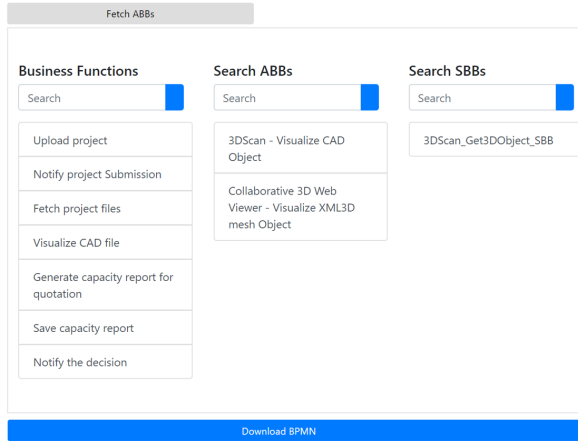 Fetch ABBs
Business Functions
Search
Upload project
Notify project Submission
Fetch project files
Visualize CAD file
Generate capacity report for
quotation
Save capacity report
Notify the decision
Search ABBs
Search
3DScan - Visualize CAD
Object
Collaborative 3D Web
Viewer - Visualize XML3D
mesh Object
Search SBBs
Search
3DScan_Get3DObject_SBB
Download BPMN